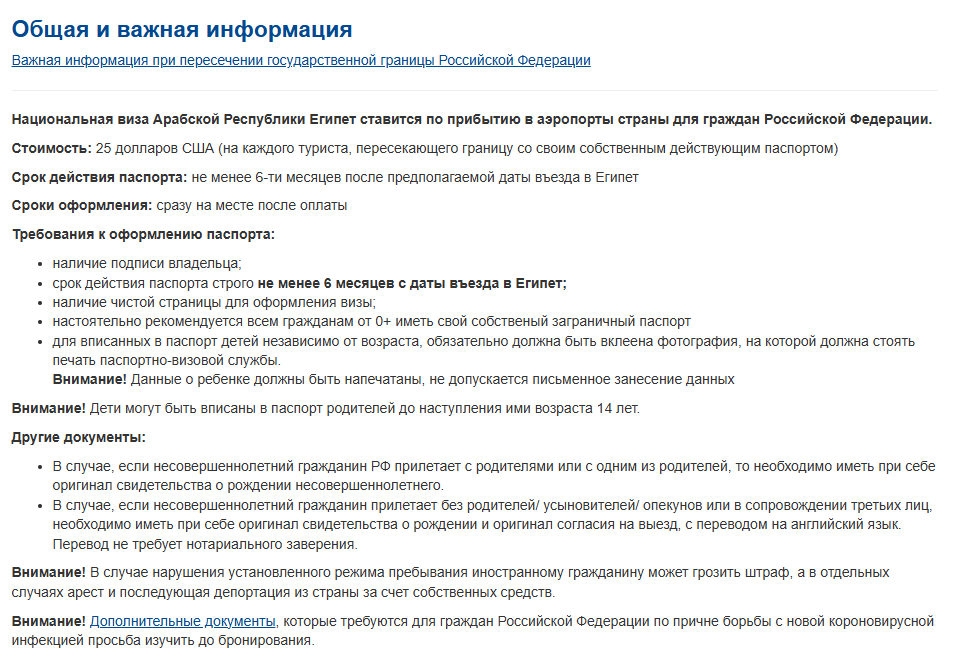 Общая и важная информация
Важная информация при пересечении государственной границы Российской Федерации
Национальная виза Арабской Республики Египет ставится по прибытию в аэропорты страны для граждан Российской Федерации.
Стоимость: 25 долларов США (на каждого туриста, пересекающего границу со своим собственным действующим паспортом)
Срок действия паспорта: не менее 6-ти месяцев после предполагаемой даты въезда в Египет
Сроки оформления: сразу на месте после оплаты
Требования к оформлению паспорта:
• наличие подписи владельца;
• срок действия паспорта строго не менее 6 месяцев с даты въезда в Египет;
• наличие чистой страницы для оформления визы;
• настоятельно рекомендуется всем гражданам от 0+ иметь свой собственый заграничный паспорт
• для вписанных в паспорт детей независимо от возраста, обязательно должна быть вклеена фотография, на которой должна стоять
печать паспортно-визовой службы.
Внимание! Данные о ребенке должны быть напечатаны, не допускается письменное занесение данных
Внимание! Дети могут быть вписаны в паспорт родителей до наступления ими возраста 14 лет.
Другие документы:
• В случае, если несовершеннолетний гражданин РФ прилетает с родителями или с одним из родителей, то необходимо иметь при себе
оригинал свидетельства о рождении несовершеннолетнего.
• В случае, если несовершеннолетний гражданин прилетает без родителей/ усыновителей/ опекунов или в сопровождении третьих лиц,
необходимо иметь при себе оригинал свидетельства о рождении и оригинал согласия на выезд, с переводом на английский язык.
Перевод не требует нотариального заверения.
Внимание! В случае нарушения установленного режима пребывания иностранному гражданину может грозить штраф, а в отдельных
случаях арест и последующая депортация из страны за счет собственных средств.
Внимание! Дополнительные документы, которые требуются для граждан Российской Федерации по причне борьбы с новой короновирусной
инфекцией просьба изучить до бронирования.